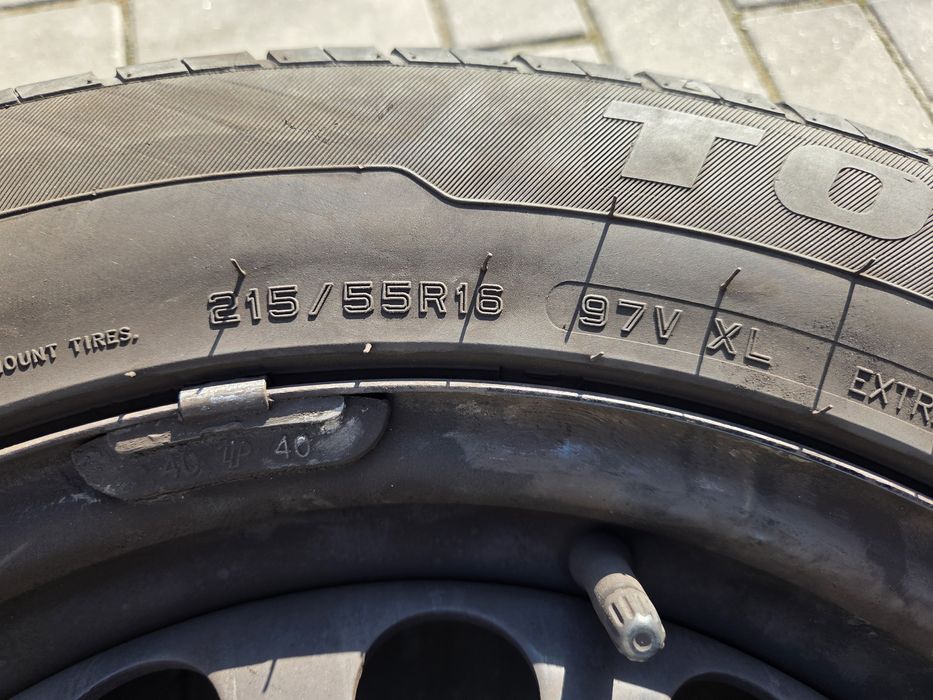 TO
215/55R16 97V XL EXTR
OUNT TIRES.
40 40